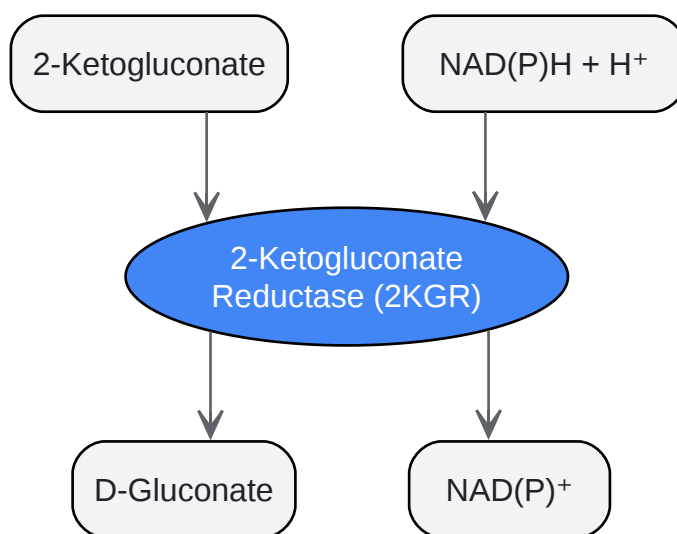 2-Ketogluconate
NAD(P)H + H⁺
2-Ketogluconate
Reductase (2KGR)
D-Gluconate
NAD(P)⁺